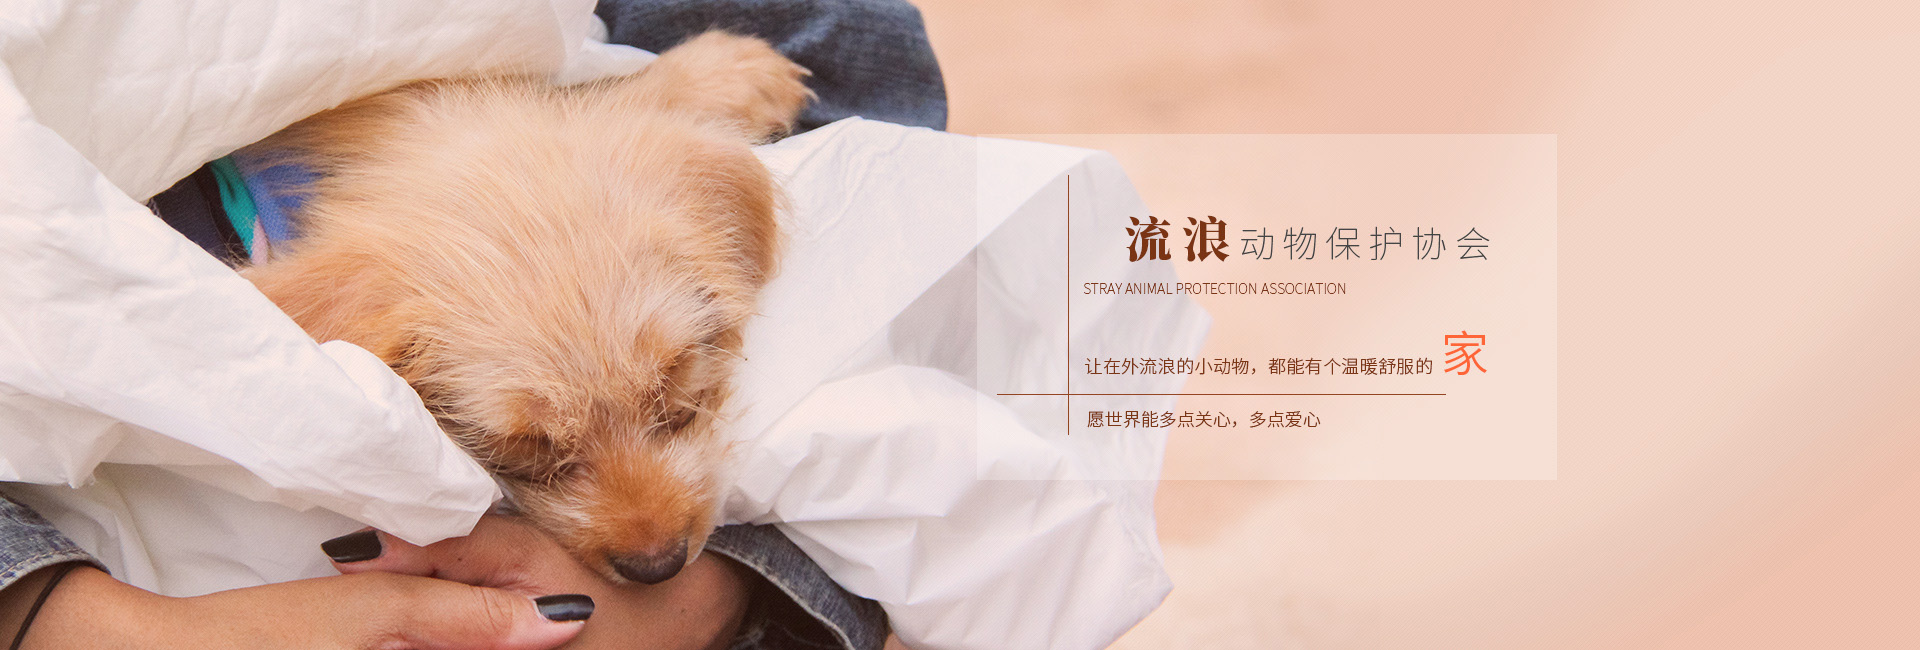 流浪动物保护协会
STRAY ANIMAL PROTECTION ASSOCIATION
让在外流浪的小动物，都能有个温暖舒服的家
愿世界能多点关心，多点爱心